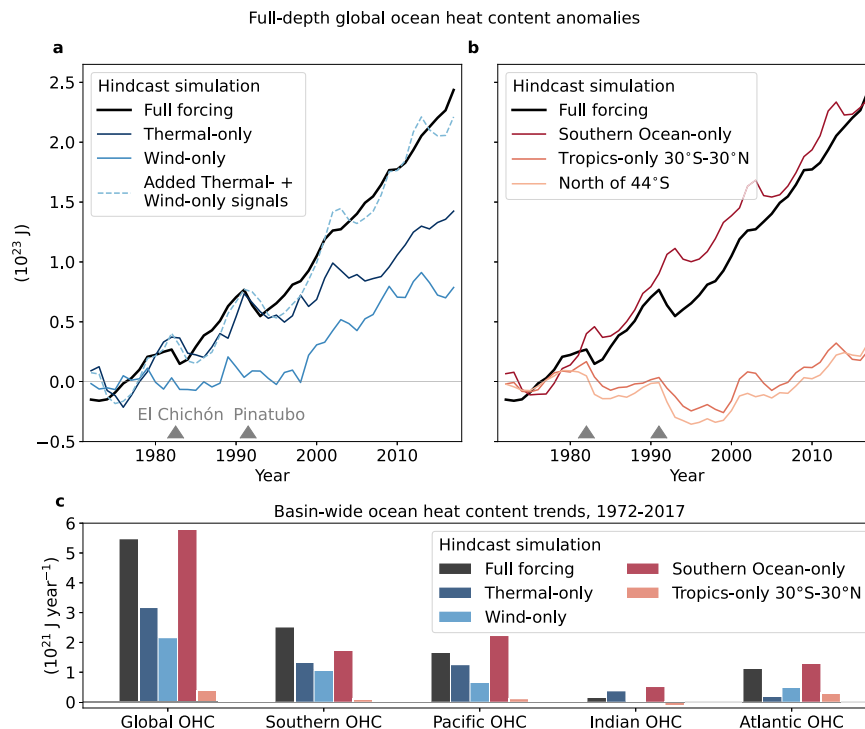 Full-depth global ocean heat content anomalies
a
b
(10²³ J)
2.5
2.0
1.5
1.0
0.5
0.0
−0.5
Hindcast simulation
Full forcing
Thermal-only
Wind-only
Added Thermal- +
Wind-only signals
El Chichón
Pinatubo
1980
1990
2000
2010
Year
Hindcast simulation
Full forcing
Southern Ocean-only
Tropics-only 30°S-30°N
North of 44°S
1980
1990
2000
2010
Year
c
Basin-wide ocean heat content trends, 1972-2017
(10²¹ J year⁻¹)
6
5
4
3
2
1
0
Hindcast simulation
Full forcing
Thermal-only
Wind-only
Southern Ocean-only
Tropics-only 30°S-30°N
Global OHC
Southern OHC
Pacific OHC
Indian OHC
Atlantic OHC